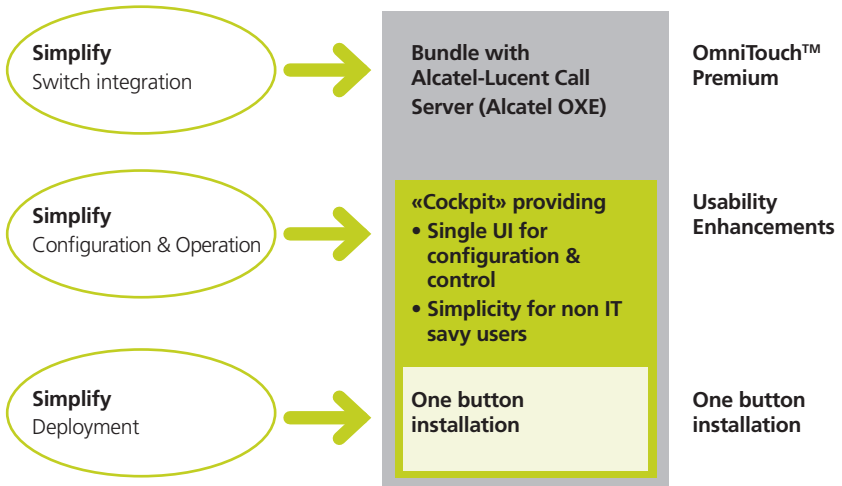 Simplify
Switch integration
Bundle with
Alcatel-Lucent Call
Server (Alcatel OXE)
OmniTouch™
Premium
Simplify
Configuration & Operation
«Cockpit» providing
• Single UI for
configuration &
control
• Simplicity for non IT
savy users
Usability
Enhancements
Simplify
Deployment
One button
installation
One button
installation